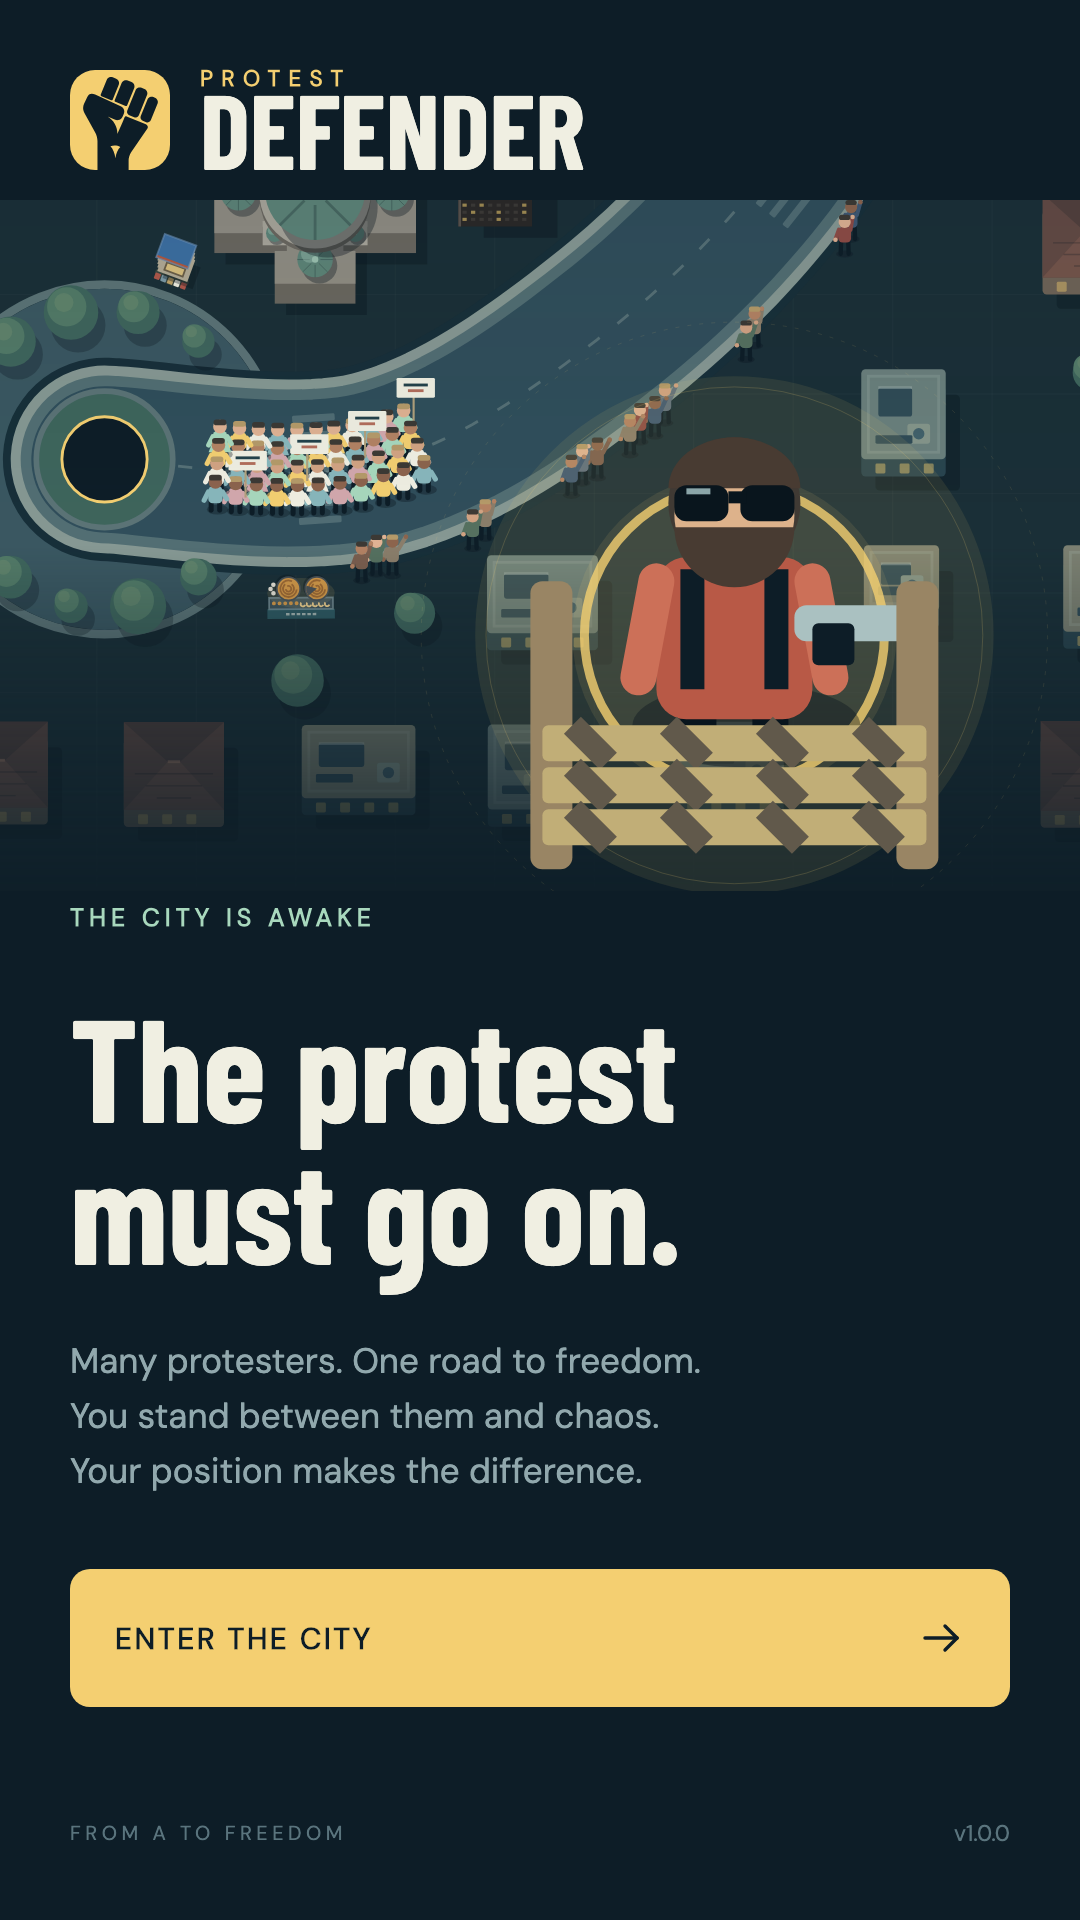 PROTEST
DEFENDER
THE CITY IS AWAKE
The protest
must go on.
Many protesters. One road to freedom.
You stand between them and chaos.
Your position makes the difference.
ENTER THE CITY
FROM A TO FREEDOM
v1.0.0